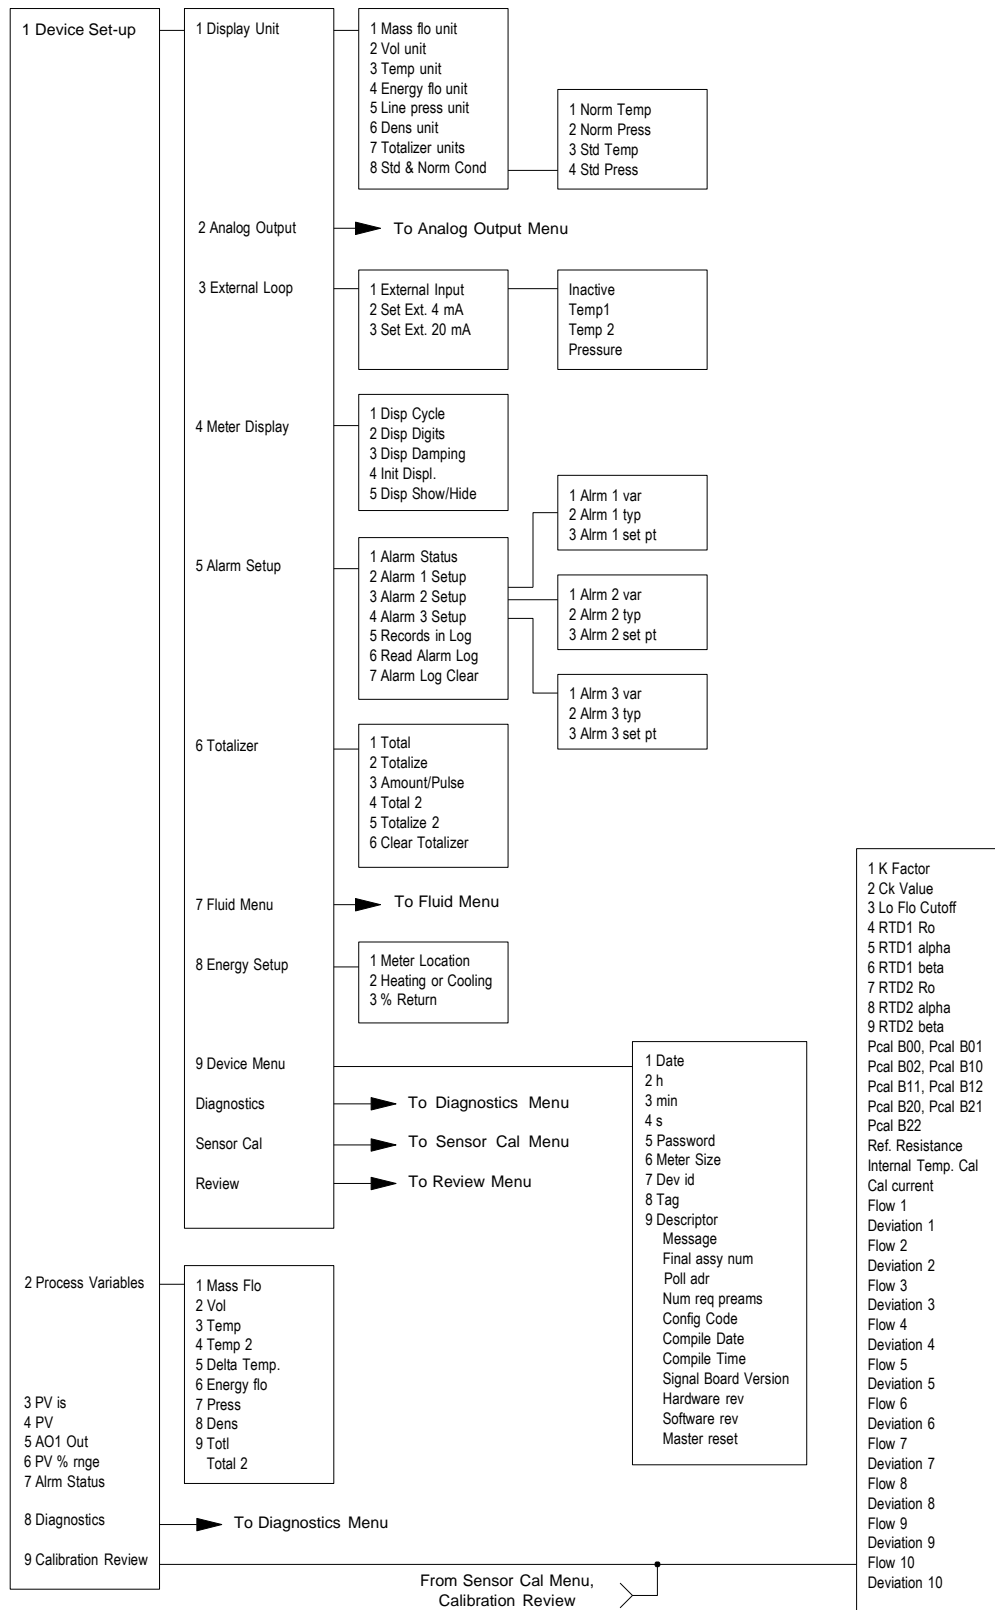 1 Device Set-up
1 Display Unit
1 Mass flo unit
2 Vol unit
3 Temp unit
4 Energy flo unit
5 Line press unit
6 Dens unit
7 Totalizer units
8 Std & Norm Cond
1 Norm Temp
2 Norm Press
3 Std Temp
4 Std Press
2 Analog Output
To Analog Output Menu
3 External Loop
1 External Input
2 Set Ext. 4 mA
3 Set Ext. 20 mA
Inactive
Temp1
Temp 2
Pressure
4 Meter Display
1 Disp Cycle
2 Disp Digits
3 Disp Damping
4 Init Displ.
5 Disp Show/Hide
5 Alarm Setup
1 Alarm Status
2 Alarm 1 Setup
3 Alarm 2 Setup
4 Alarm 3 Setup
5 Records in Log
6 Read Alarm Log
7 Alarm Log Clear
1 Alrm 1 var
2 Alrm 1 typ
3 Alrm 1 set pt
1 Alrm 2 var
2 Alrm 2 typ
3 Alrm 2 set pt
1 Alrm 3 var
2 Alrm 3 typ
3 Alrm 3 set pt
6 Totalizer
1 Total
2 Totalize
3 Amount/Pulse
4 Total 2
5 Totalize 2
6 Clear Totalizer
7 Fluid Menu
To Fluid Menu
8 Energy Setup
1 Meter Location
2 Heating or Cooling
3 % Return
9 Device Menu
1 Date
2 h
3 min
4 s
5 Password
6 Meter Size
7 Dev id
8 Tag
9 Descriptor
Message
Final assy num
Poll adr
Num req preams
Config Code
Compile Date
Compile Time
Signal Board Version
Hardware rev
Software rev
Master reset
Diagnostics
To Diagnostics Menu
Sensor Cal
To Sensor Cal Menu
Review
To Review Menu
2 Process Variables
1 Mass Flo
2 Vol
3 Temp
4 Temp 2
5 Delta Temp.
6 Energy flo
7 Press
8 Dens
9 Totl
Total 2
3 PV is
4 PV
5 AO1 Out
6 PV % rnge
7 Alrm Status
8 Diagnostics
To Diagnostics Menu
9 Calibration Review
From Sensor Cal Menu,
Calibration Review
1 K Factor
2 Ck Value
3 Lo Flo Cutoff
4 RTD1 Ro
5 RTD1 alpha
6 RTD1 beta
7 RTD2 Ro
8 RTD2 alpha
9 RTD2 beta
Pcal B00, Pcal B01
Pcal B02, Pcal B10
Pcal B11, Pcal B12
Pcal B20, Pcal B21
Pcal B22
Ref. Resistance
Internal Temp. Cal
Cal current
Flow 1
Deviation 1
Flow 2
Deviation 2
Flow 3
Deviation 3
Flow 4
Deviation 4
Flow 5
Deviation 5
Flow 6
Deviation 6
Flow 7
Deviation 7
Flow 8
Deviation 8
Flow 9
Deviation 9
Flow 10
Deviation 10